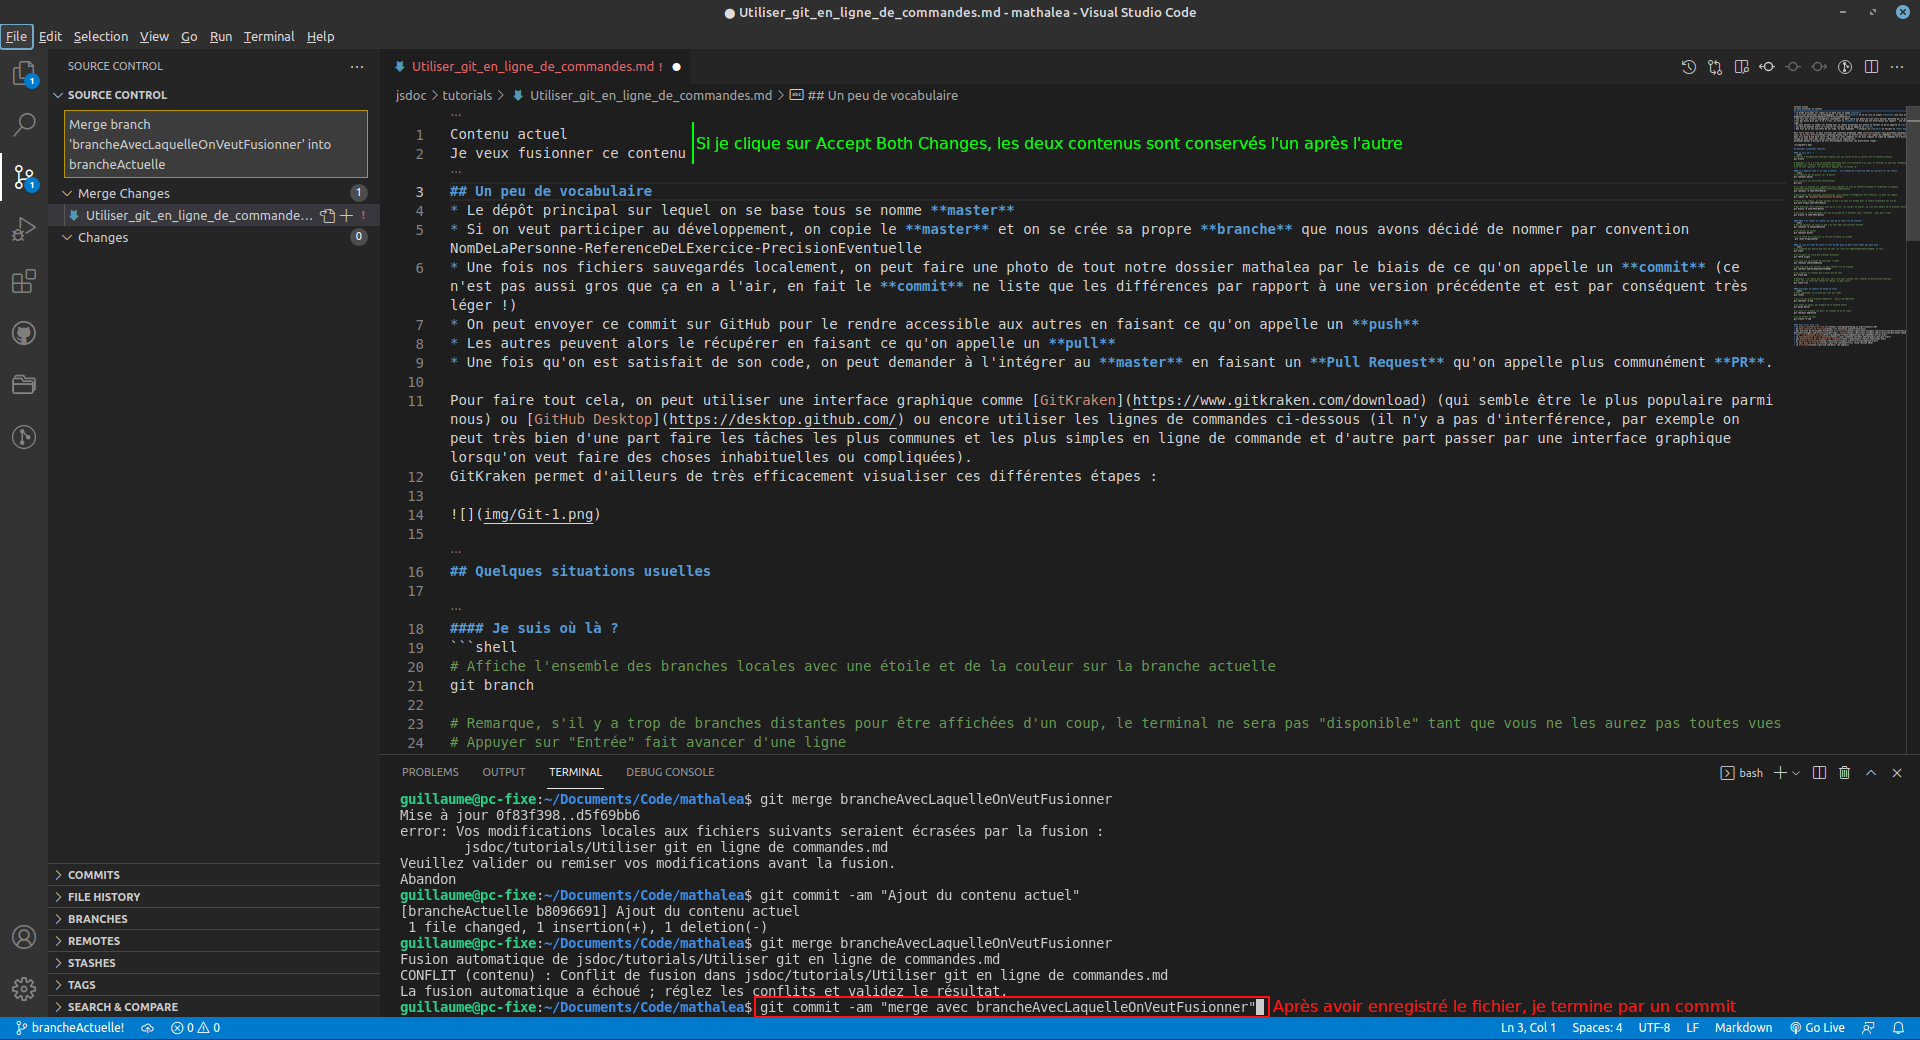 ● Utiliser_git_en_ligne_de_commandes.md - mathalea - Visual Studio Code
File Edit Selection View Go Run Terminal Help
SOURCE CONTROL ···
Utiliser_git_en_ligne_de_commandes.md ! ●
SOURCE CONTROL
jsdoc > tutorials > Utiliser_git_en_ligne_de_commandes.md > ## Un peu de vocabulaire
Merge branch
'brancheAvecLaquelleOnVeutFusionner' into
brancheActuelle
Merge Changes 1
Utiliser_git_en_ligne_de_commande... !
Changes 0
COMMITS
FILE HISTORY
BRANCHES
REMOTES
STASHES
TAGS
SEARCH & COMPARE
...
1 Contenu actuel
2 Je veux fusionner ce contenu
Si je clique sur Accept Both Changes, les deux contenus sont conservés l'un après l'autre
...
3 ## Un peu de vocabulaire
4 * Le dépôt principal sur lequel on se base tous se nomme **master**
5 * Si on veut participer au développement, on copie le **master** et on se crée sa propre **branche** que nous avons décidé de nommer par convention
NomDeLaPersonne-ReferenceDeLExercice-PrecisionEventuelle
6 * Une fois nos fichiers sauvegardés localement, on peut faire une photo de tout notre dossier mathalea par le biais de ce qu'on appelle un **commit** (ce
n'est pas aussi gros que ça en a l'air, en fait le **commit** ne liste que les différences par rapport à une version précédente et est par conséquent très
léger !)
7 * On peut envoyer ce commit sur GitHub pour le rendre accessible aux autres en faisant ce qu'on appelle un **push**
8 * Les autres peuvent alors le récupérer en faisant ce qu'on appelle un **pull**
9 * Une fois qu'on est satisfait de son code, on peut demander à l'intégrer au **master** en faisant un **Pull Request** qu'on appelle plus communément **PR**.
10
11 Pour faire tout cela, on peut utiliser une interface graphique comme [GitKraken](https://www.gitkraken.com/download) (qui semble être le plus populaire parmi
nous) ou [GitHub Desktop](https://desktop.github.com/) ou encore utiliser les lignes de commandes ci-dessous (il n'y a pas d'interférence, par exemple on
peut très bien d'une part faire les tâches les plus communes et les plus simples en ligne de commande et d'autre part passer par une interface graphique
lorsqu'on veut faire des choses inhabituelles ou compliquées).
12 GitKraken permet d'ailleurs de très efficacement visualiser ces différentes étapes :
13
14 ![](img/Git-1.png)
15
...
16 ## Quelques situations usuelles
17
...
18 #### Je suis où là ?
19 ```shell
20 # Affiche l'ensemble des branches locales avec une étoile et de la couleur sur la branche actuelle
21 git branch
22
23 # Remarque, s'il y a trop de branches distantes pour être affichées d'un coup, le terminal ne sera pas "disponible" tant que vous ne les aurez pas toutes vues
24 # Appuyer sur "Entrée" fait avancer d'une ligne
PROBLEMS OUTPUT TERMINAL DEBUG CONSOLE bash
guillaume@pc-fixe:~/Documents/Code/mathalea$ git merge brancheAvecLaquelleOnVeutFusionner
Mise à jour 0f83f398..d5f69bb6
error: Vos modifications locales aux fichiers suivants seraient écrasées par la fusion :
jsdoc/tutorials/Utiliser git en ligne de commandes.md
Veuillez valider ou remiser vos modifications avant la fusion.
Abandon
guillaume@pc-fixe:~/Documents/Code/mathalea$ git commit -am "Ajout du contenu actuel"
[brancheActuelle b8096691] Ajout du contenu actuel
1 file changed, 1 insertion(+), 1 deletion(-)
guillaume@pc-fixe:~/Documents/Code/mathalea$ git merge brancheAvecLaquelleOnVeutFusionner
Fusion automatique de jsdoc/tutorials/Utiliser git en ligne de commandes.md
CONFLIT (contenu) : Conflit de fusion dans jsdoc/tutorials/Utiliser git en ligne de commandes.md
La fusion automatique a échoué ; réglez les conflits et validez le résultat.
guillaume@pc-fixe:~/Documents/Code/mathalea$ git commit -am "merge avec brancheAvecLaquelleOnVeutFusionner" Après avoir enregistré le fichier, je termine par un commit
brancheActuelle! 0 0 Ln 3, Col 1 Spaces: 4 UTF-8 LF Markdown Go Live